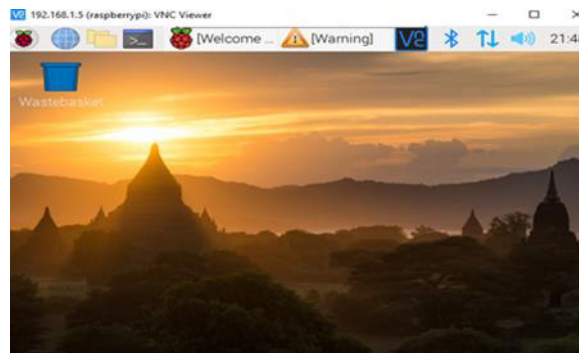 192.168.1.5 (raspberrypi): VNC Viewer
[Welcome ... [Warning] 21:4
Wastebasket